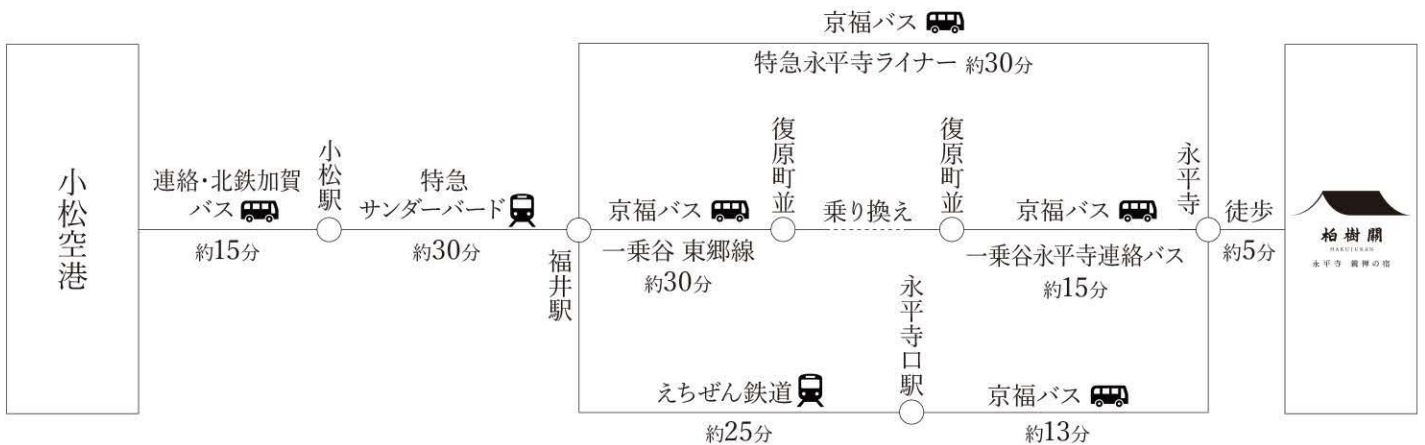 小松空港
連絡・北鉄加賀
バス
約15分
小松駅
特急
サンダーバード
約30分
福井駅
京福バス
特急永平寺ライナー 約30分
京福バス
一乗谷 東郷線
約30分
復原町並
乗り換え
復原町並
京福バス
一乗谷永平寺連絡バス
約15分
えちぜん鉄道
約25分
永平寺口駅
京福バス
約13分
永平寺
徒歩
約5分
柏樹關
HAKUJUKAN
永平寺 親禅の宿